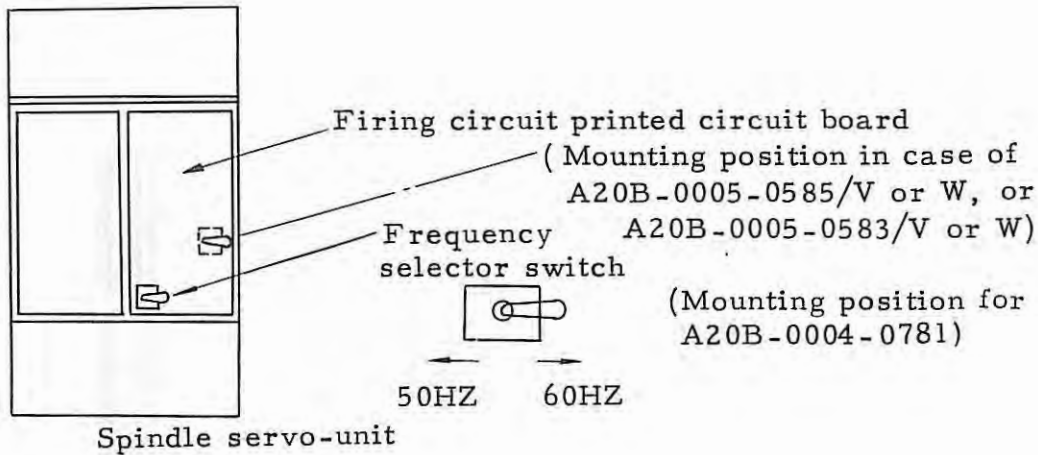 Firing circuit printed circuit board
(Mounting position in case of
A20B-0005-0585/V or W, or
A20B-0005-0583/V or W)
Frequency
selector switch
(Mounting position for
A20B-0004-0781)
50HZ 60HZ
Spindle servo-unit